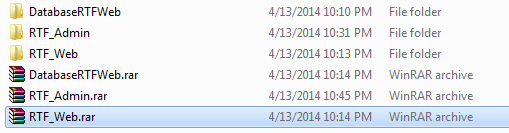 DatabaseRTFWeb 4/13/2014 10:10 PM File folder
RTF_Admin 4/13/2014 10:31 PM File folder
RTF_Web 4/13/2014 10:13 PM File folder
DatabaseRTFWeb.rar 4/13/2014 10:14 PM WinRAR archive
RTF_Admin.rar 4/13/2014 10:45 PM WinRAR archive
RTF_Web.rar 4/13/2014 10:14 PM WinRAR archive